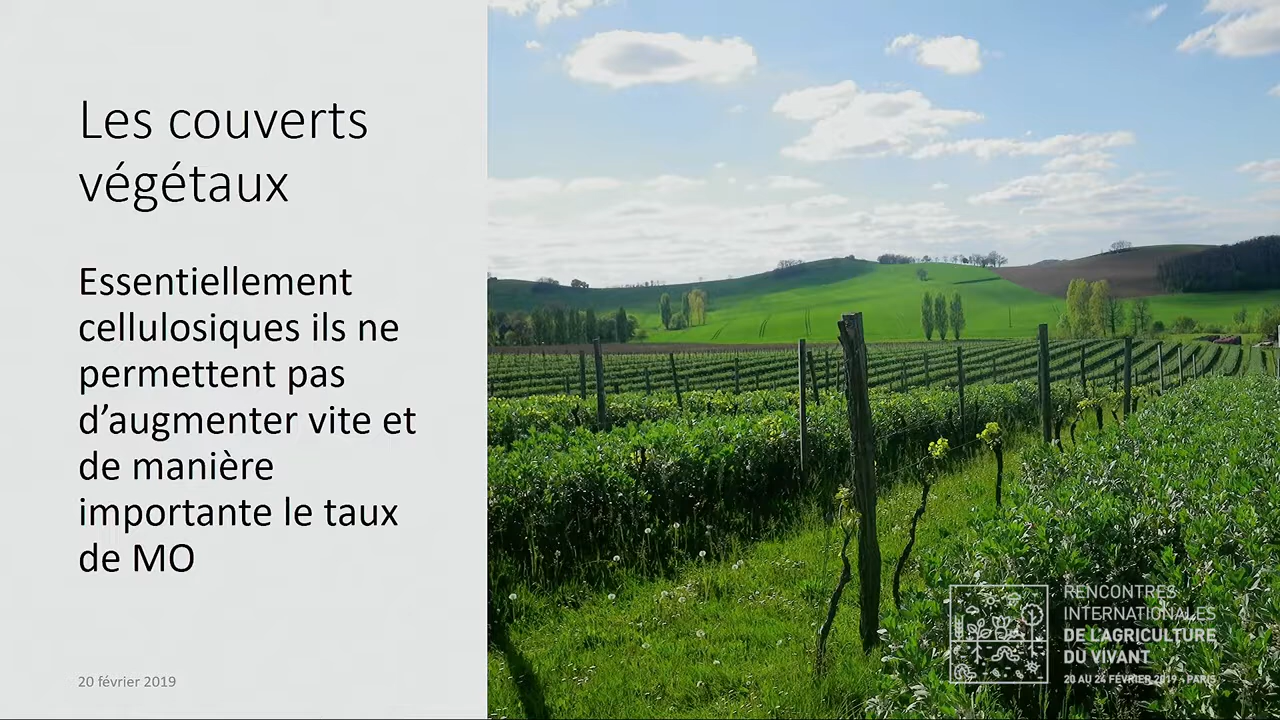 Les couverts
végétaux
Essentiellement
cellulosiques ils ne
permettent pas
d’augmenter vite et
de manière
importante le taux
de MO
20 février 2019
RENCONTRES
INTERNATIONALES
DE L'AGRICULTURE
DU VIVANT
20 AU 24 FÉVRIER 2019 - PARIS